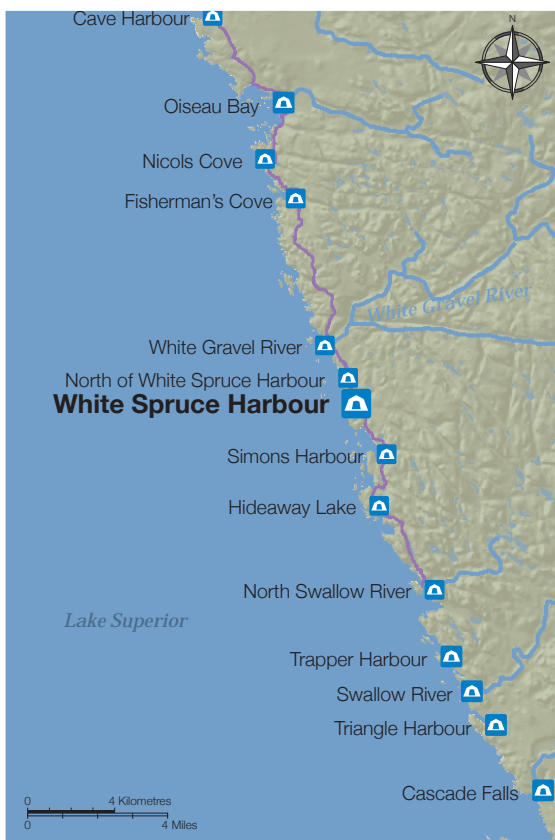 Cave Harbour
N
Oiseau Bay
Nicols Cove
Fisherman's Cove
White Gravel River
White Gravel River
North of White Spruce Harbour
White Spruce Harbour
Simons Harbour
Hideaway Lake
North Swallow River
Lake Superior
Trapper Harbour
Swallow River
Triangle Harbour
Cascade Falls
0 4 Kilometres
0 4 Miles